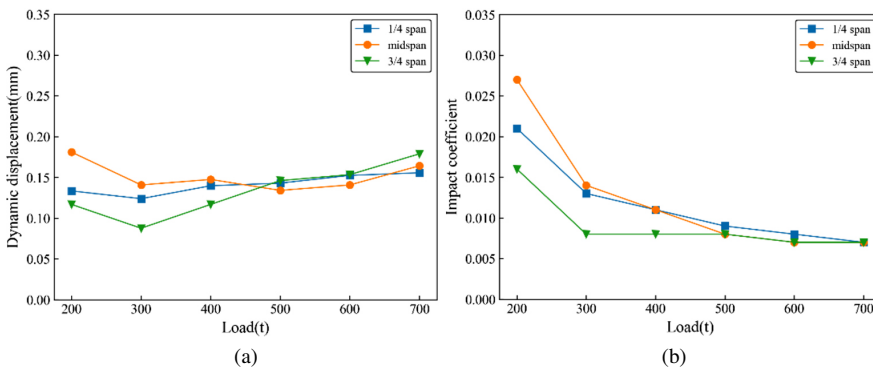 0.35
0.30
0.25
0.20
0.15
0.10
0.05
0.00
Dynamic displacement(mm)
1/4 span
midspan
3/4 span
200 300 400 500 600 700
Load(t)
(a)
0.035
0.030
0.025
0.020
0.015
0.010
0.005
0.000
Impact coefficient
1/4 span
midspan
3/4 span
200 300 400 500 600 700
Load(t)
(b)